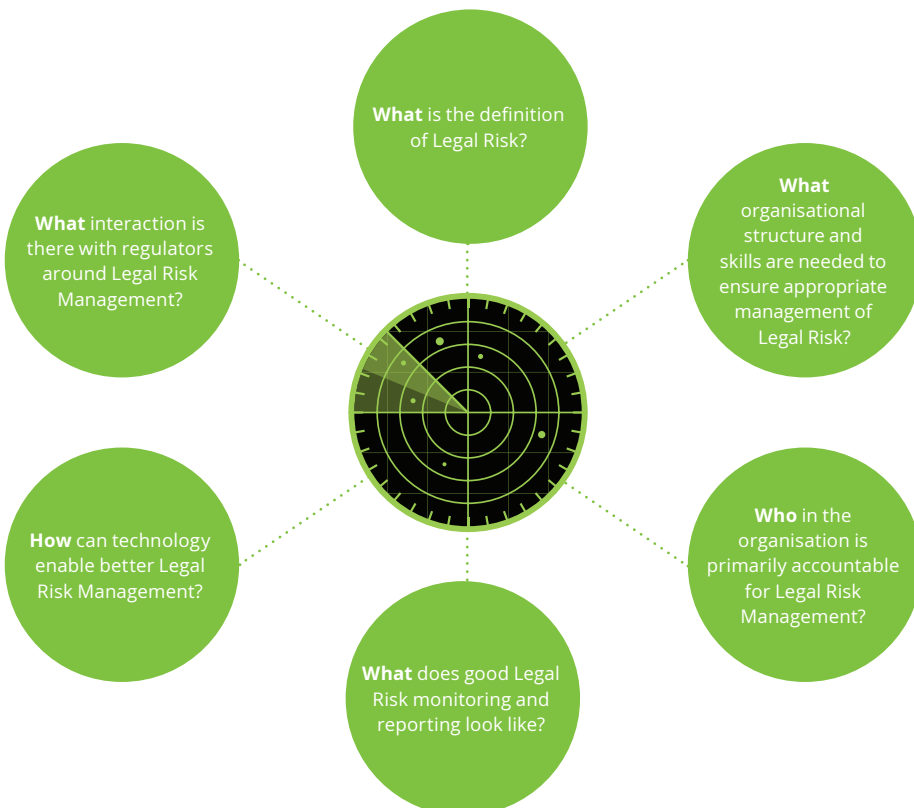 What is the definition
of Legal Risk?
What
organisational
structure and
skills are needed to
ensure appropriate
management of
Legal Risk?
Who in the
organisation is
primarily accountable
for Legal Risk
Management?
What does good Legal
Risk monitoring and
reporting look like?
How can technology
enable better Legal
Risk Management?
What interaction is
there with regulators
around Legal Risk
Management?